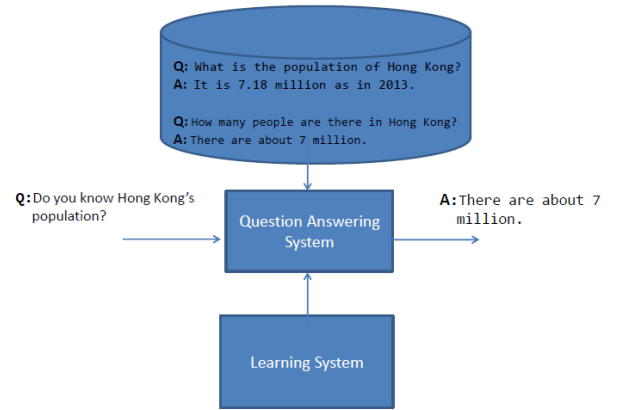 Q: What is the population of Hong Kong?
A: It is 7.18 million as in 2013.
Q: How many people are there in Hong Kong?
A: There are about 7 million.
Q: Do you know Hong Kong's
population?
Question Answering
System
A: There are about 7
million.
Learning System